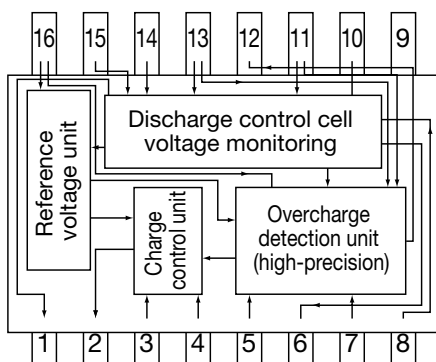 16 15 14 13 12 11 10 9
Discharge control cell
voltage monitoring
Reference
voltage unit
Charge
control unit
Overcharge
detection unit
(high-precision)
1 2 3 4 5 6 7 8